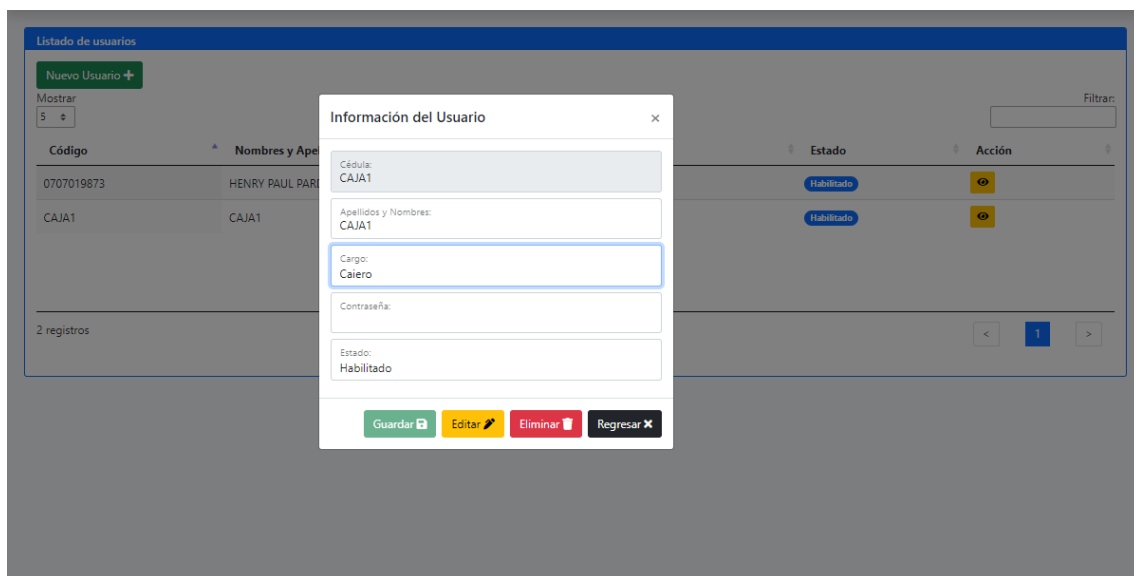 Listado de usuarios
Nuevo Usuario
Mostrar
5
Filtrar:
Código
Nombres y Ape
Estado
Acción
0707019873
HENRY PAUL
Habilitado
CAJA1
CAJA1
Habilitado
2 registros
<
1
>
Información del Usuario
×
Cédula:
CAJA1
Apellidos y Nombres:
CAJA1
Cargo:
Caiero
Contraseña:
Estado:
Habilitado
Guardar
Editar
Eliminar
Regresar